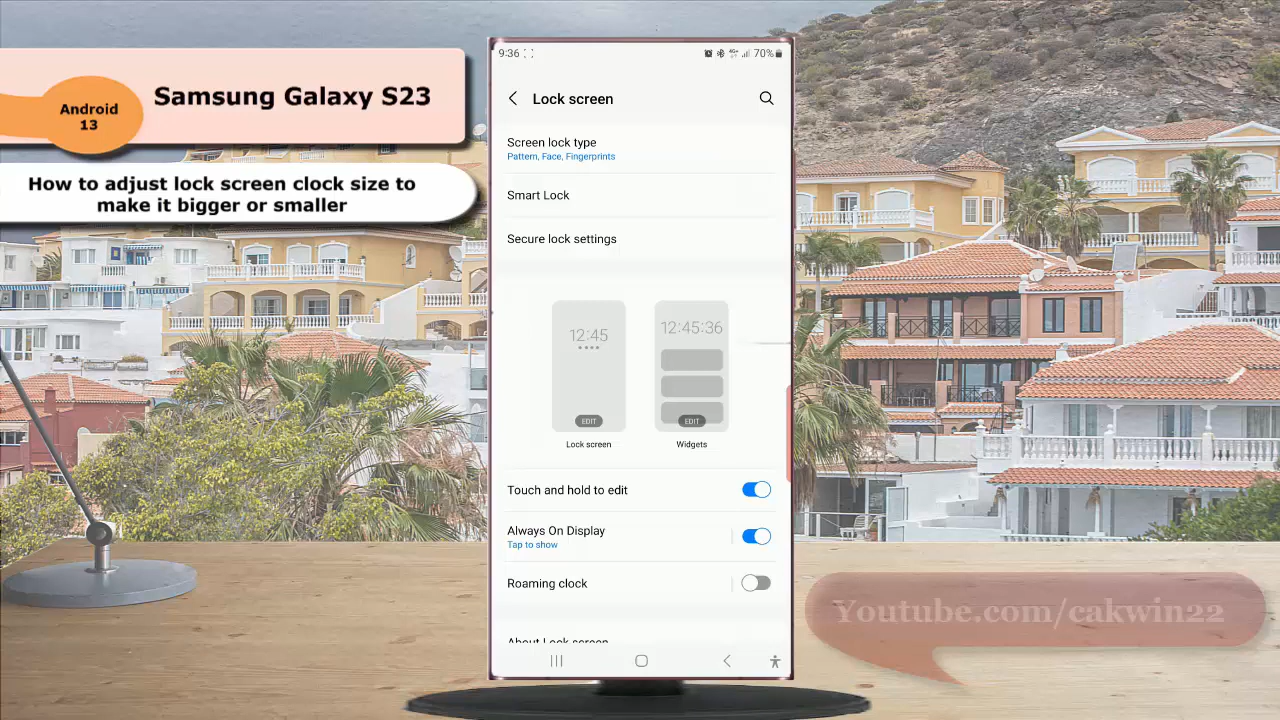 Android
13
Samsung Galaxy S23
How to adjust lock screen clock size to
make it bigger or smaller
9:36
70%
Lock screen
Screen lock type
Pattern, Face, Fingerprints
Smart Lock
Secure lock settings
12:45
EDIT
Lock screen
12:45:36
EDIT
Widgets
Touch and hold to edit
Always On Display
Tap to show
Roaming clock
About Lock screen
Youtube.com/cakwin22